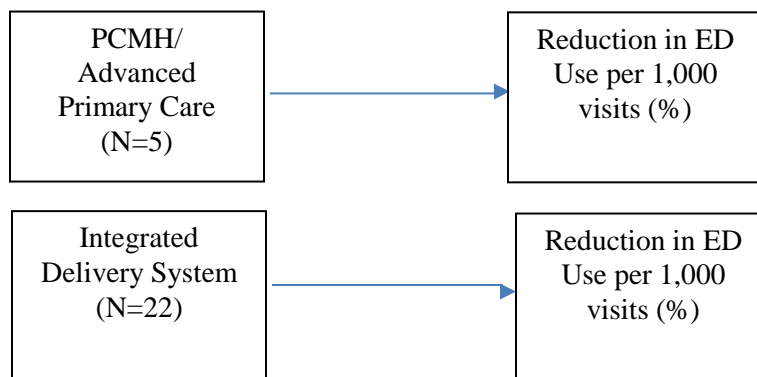 PCMH/
Advanced
Primary Care
(N=5)
Reduction in ED
Use per 1,000
visits (%)
Integrated
Delivery System
(N=22)
Reduction in ED
Use per 1,000
visits (%)